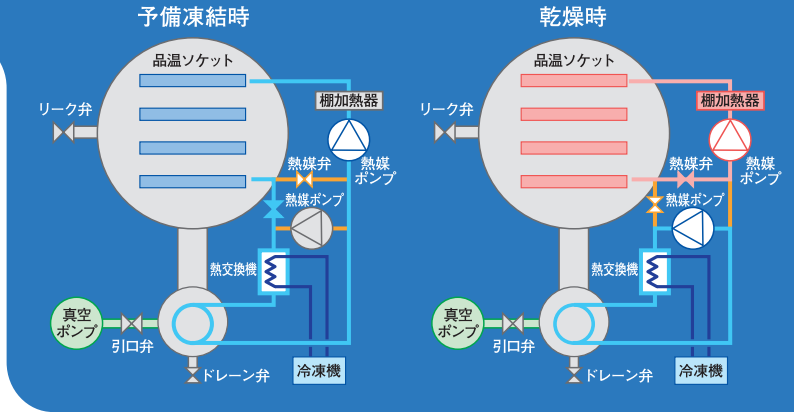 予備凍結時
品温ソケット
リーク弁
棚加熱器
熱媒弁
熱媒
ポンプ
熱媒ポンプ
熱交換機
真空
ポンプ
引口弁
ドレーン弁
冷凍機
乾燥時
品温ソケット
リーク弁
棚加熱器
熱媒弁
熱媒
ポンプ
熱媒ポンプ
熱交換機
真空
ポンプ
引口弁
ドレーン弁
冷凍機